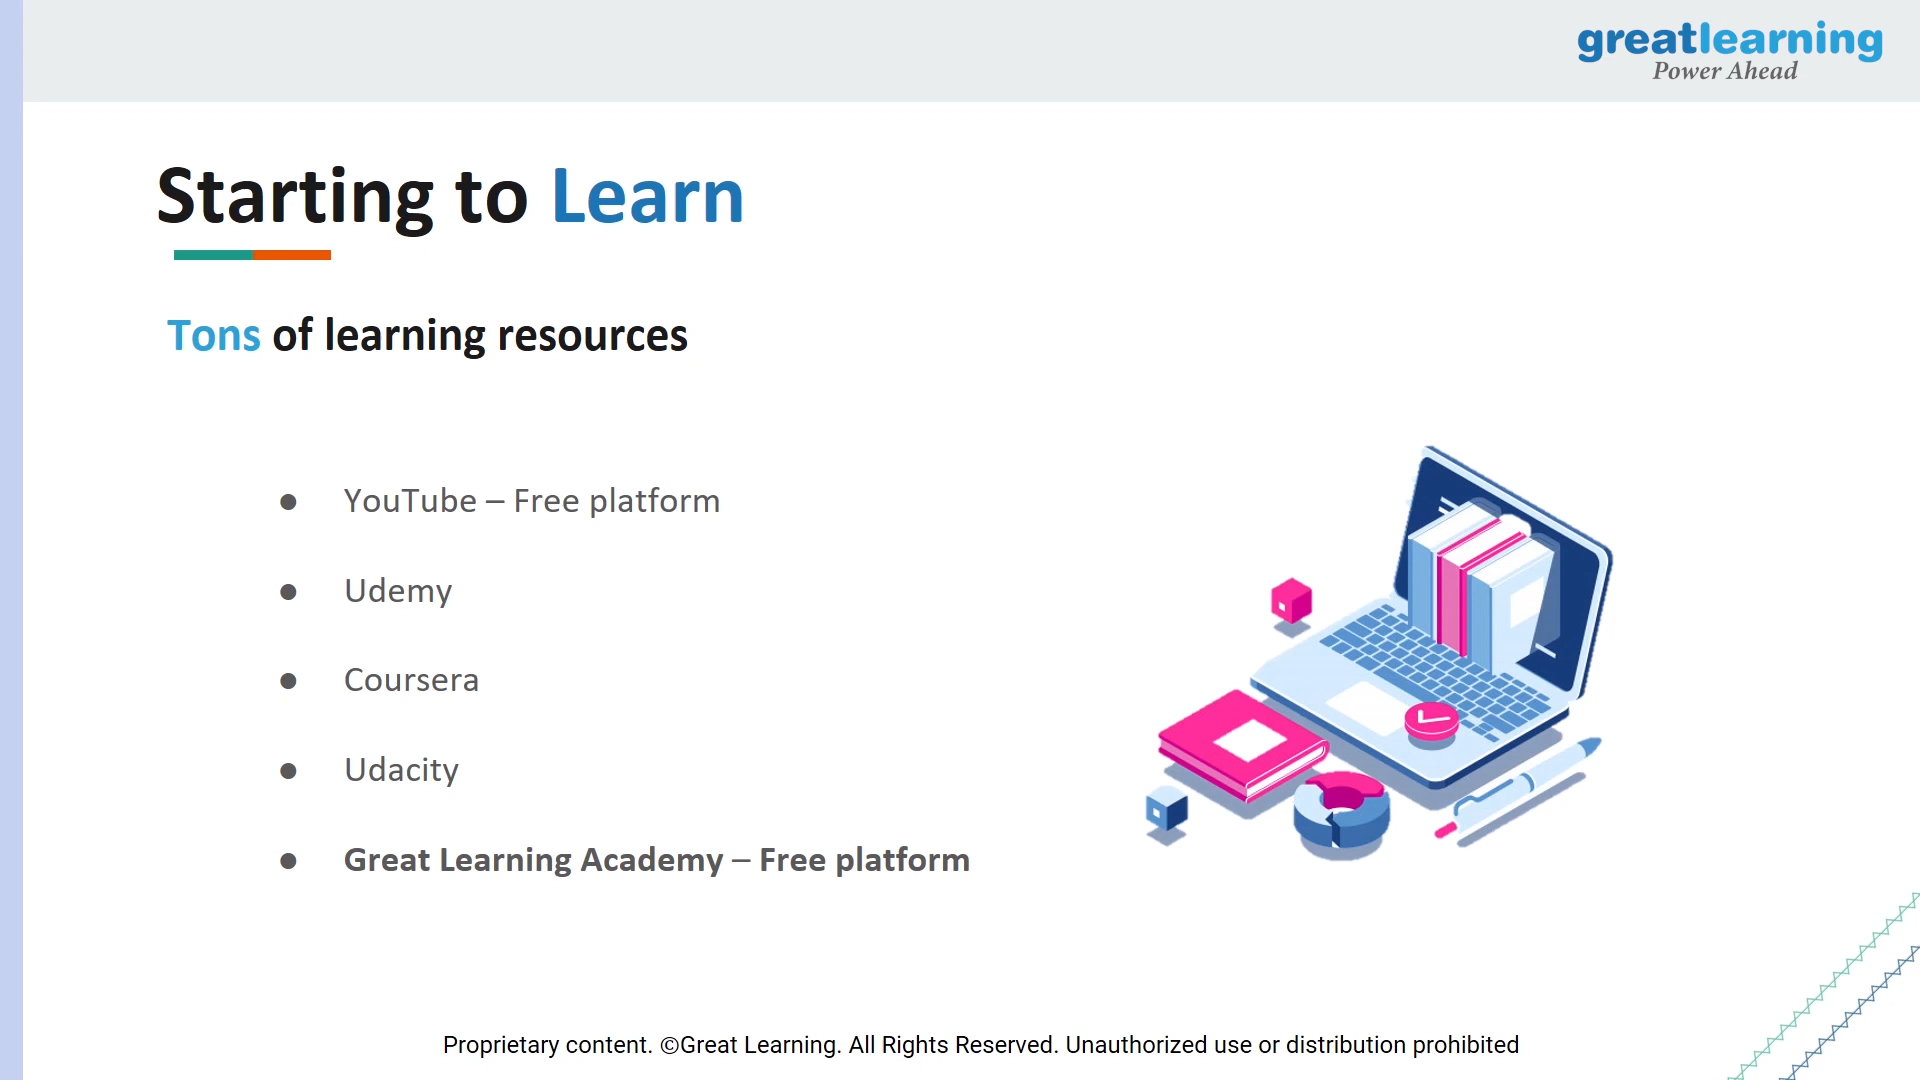 greatlearning
Power Ahead
Starting to Learn
Tons of learning resources
● YouTube – Free platform
● Udemy
● Coursera
● Udacity
● Great Learning Academy – Free platform
Proprietary content. ©Great Learning. All Rights Reserved. Unauthorized use or distribution prohibited